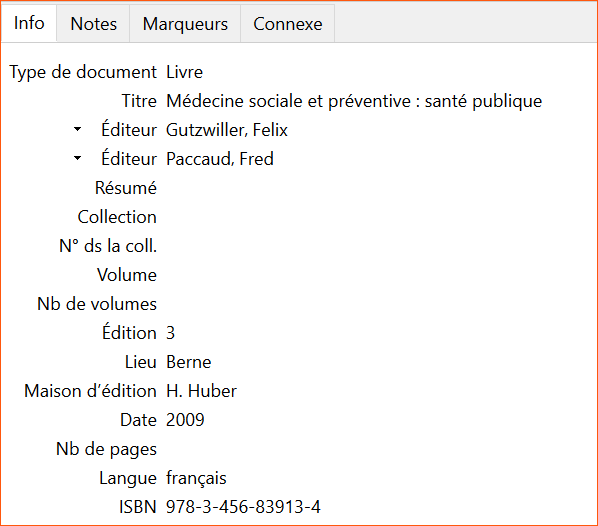 Info Notes Marqueurs Connexe
Type de document Livre
Titre Médecine sociale et préventive : santé publique
Éditeur Gutzwiller, Felix
Éditeur Paccaud, Fred
Résumé
Collection
N° ds la coll.
Volume
Nb de volumes
Édition 3
Lieu Berne
Maison d’édition H. Huber
Date 2009
Nb de pages
Langue français
ISBN 978-3-456-83913-4